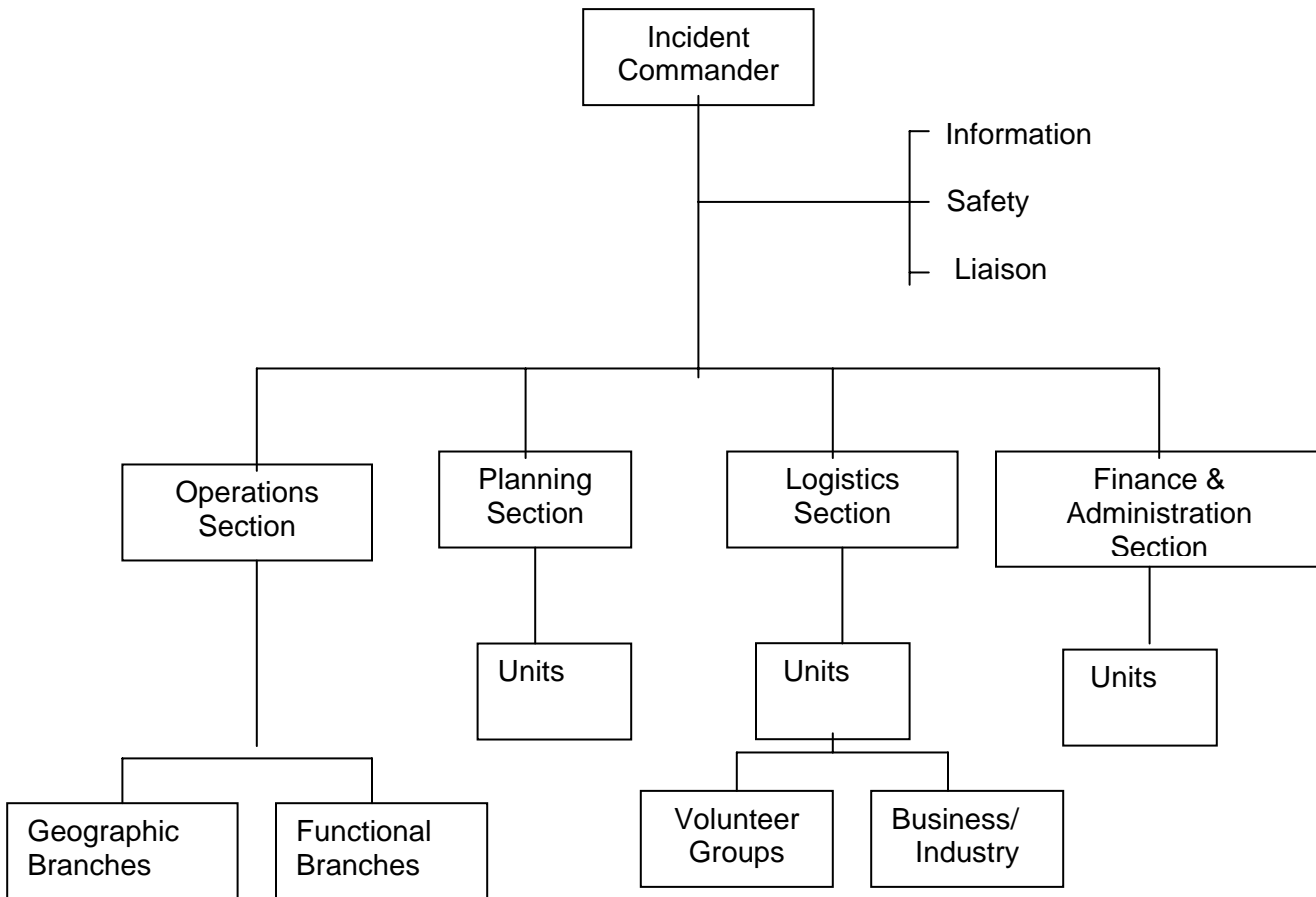 Incident
Commander
Information
Safety
Liaison
Operations
Section
Planning
Section
Logistics
Section
Finance &
Administration
Section
Units
Units
Units
Geographic
Branches
Functional
Branches
Volunteer
Groups
Business/
Industry